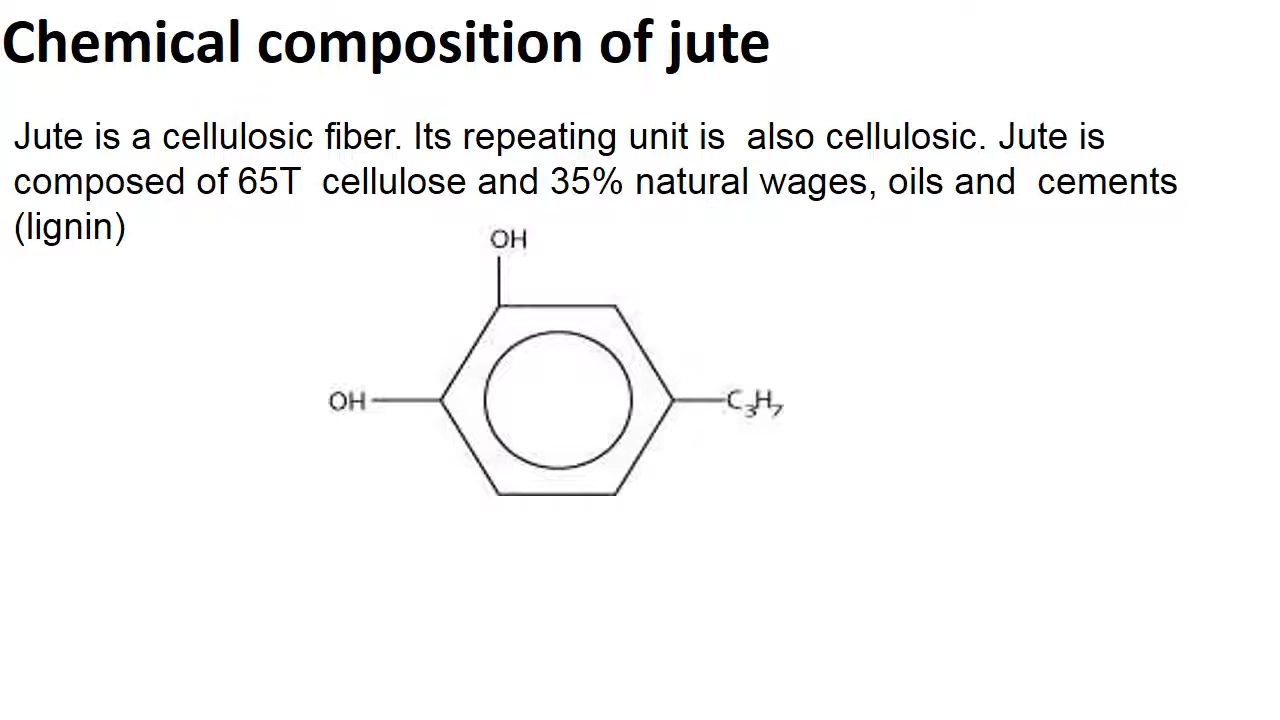 Chemical composition of jute
Jute is a cellulosic fiber. Its repeating unit is also cellulosic. Jute is
composed of 65T cellulose and 35% natural wages, oils and cements
(lignin)
OH
OH
C₃H₇